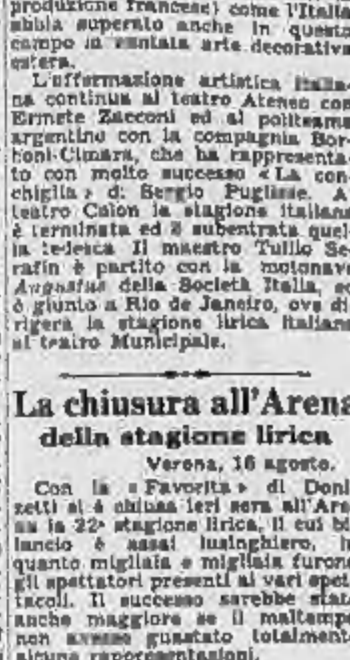 produzione francese) come l'Italia
abbia superato anche in questo
campo la vantata arte decorativa
estera.
L'affermazione artistica italia-
na continua al teatro Ateneo con
Ermete Zacconi ed al politeama
argentino con la compagnia Bor-
boni-Cimara, che ha rappresenta-
to con molto successo « La con-
chiglia » di Sergio Pugliese. A
teatro Colon la stagione italiana
è terminata ed è subentrata quel-
la tedesca Il maestro Tullio Se-
rafin è partito con la motonave
Augustus della Società Italia, ed
è giunto a Rio de Janeiro, ove di-
rigerà la stagione lirica italiana
al teatro Municipale.
La chiusura all'Arena
della stagione lirica
Verona, 16 agosto.
Con la « Favorita » di Doni-
zetti si è chiusa ieri sera all'Are-
na la 22ª stagione lirica, il cui bi-
lancio è assai lusinghiero, in
quanto migliaia e migliaia furono
gli spettatori presenti ai vari spet-
tacoli. Il successo sarebbe stato
anche maggiore se il maltempo
non avesse guastato totalmente
alcune rappresentazioni.